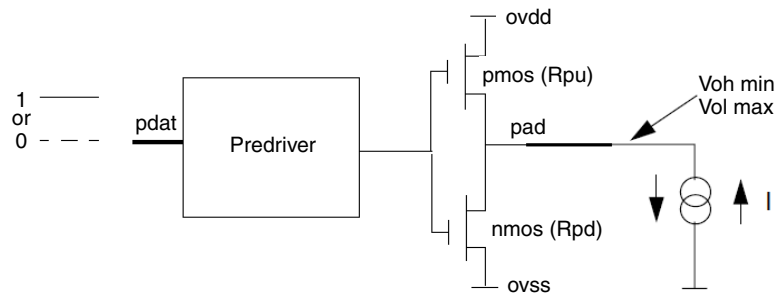 ovdd
pmos (Rpu)
Voh min
Vol max
1
or
0
pdat
Predriver
pad
nmos (Rpd)
I
ovss